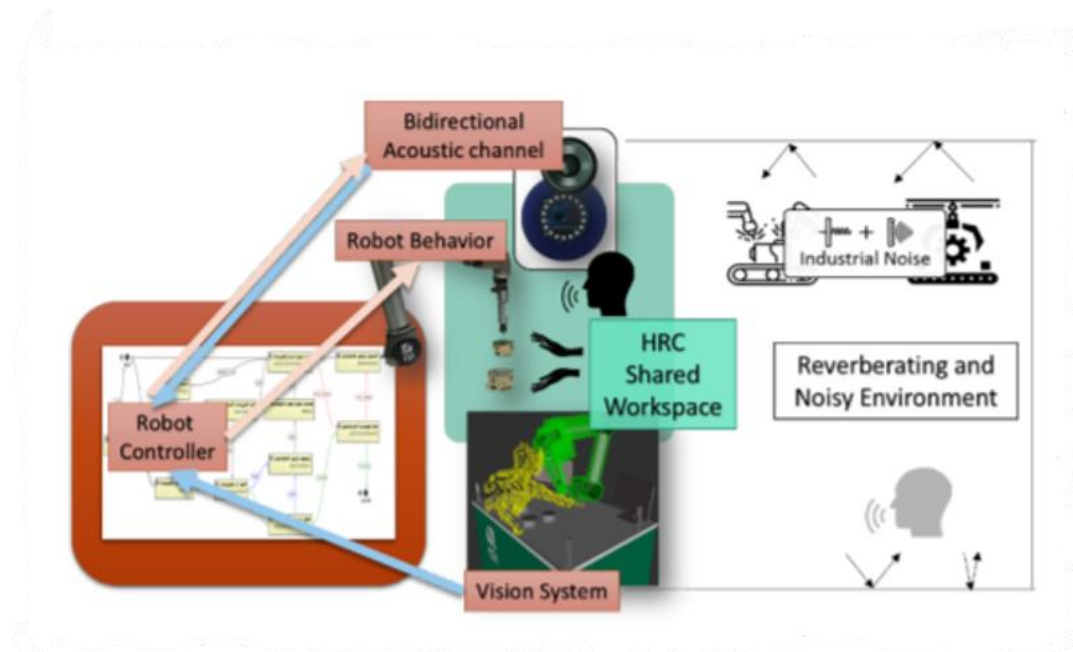 Bidirectional
Acoustic channel
Robot Behavior
+
Industrial Noise
HRC
Shared
Workspace
Reverberating and
Noisy Environment
Robot
Controller
Vision System